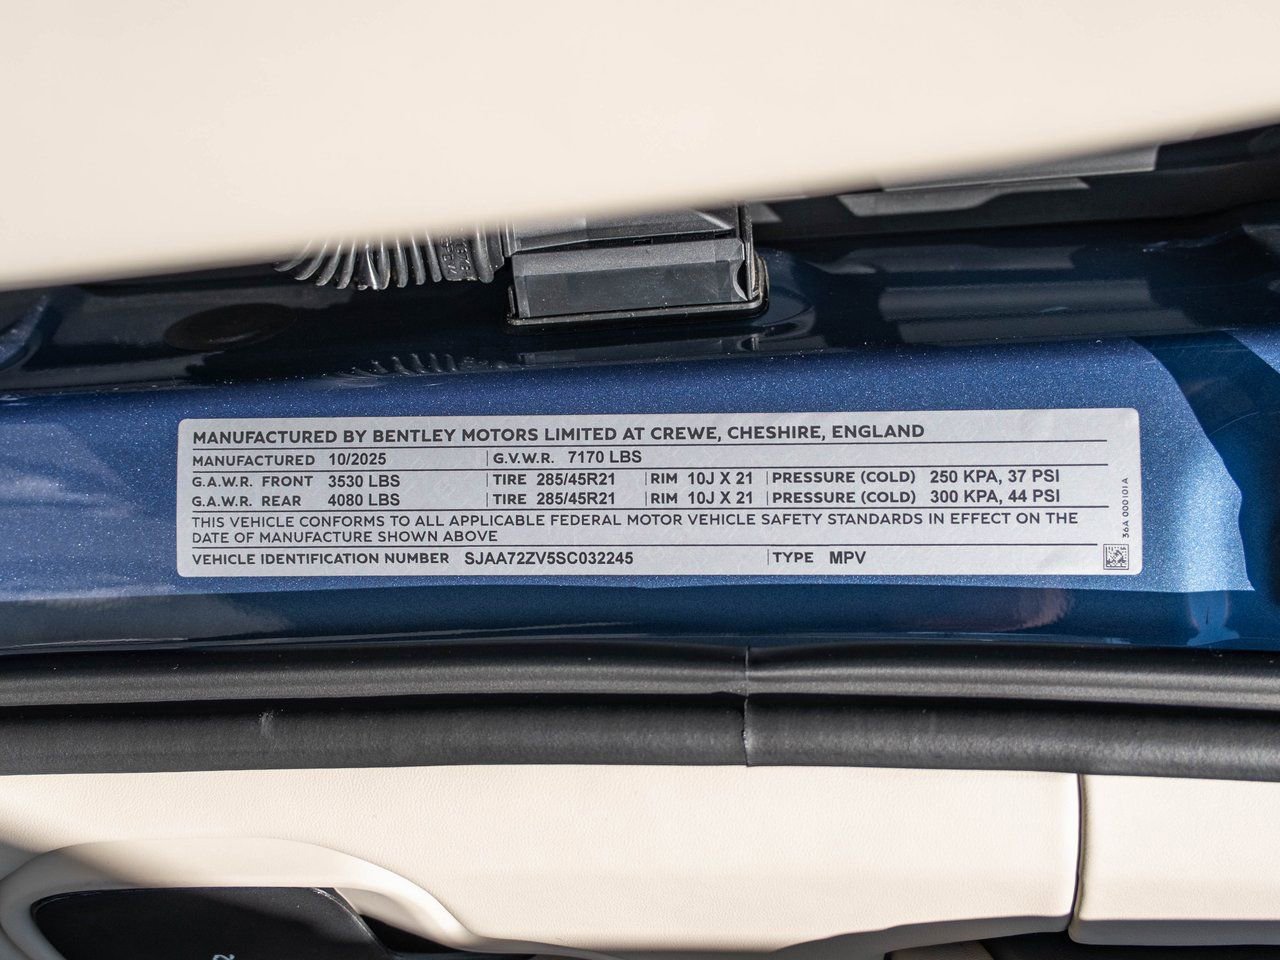 MANUFACTURED BY BENTLEY MOTORS LIMITED AT CREWE, CHESHIRE, ENGLAND
MANUFACTURED 10/2025 G.V.W.R. 7170 LBS
G.A.W.R. FRONT 3530 LBS TIRE 285/45R21 RIM 10J X 21 PRESSURE (COLD) 250 KPA, 37 PSI
G.A.W.R. REAR 4080 LBS TIRE 285/45R21 RIM 10J X 21 PRESSURE (COLD) 300 KPA, 44 PSI
THIS VEHICLE CONFORMS TO ALL APPLICABLE FEDERAL MOTOR VEHICLE SAFETY STANDARDS IN EFFECT ON THE
DATE OF MANUFACTURE SHOWN ABOVE
VEHICLE IDENTIFICATION NUMBER SJAA72ZV5SC032245 TYPE MPV
36A 000101A